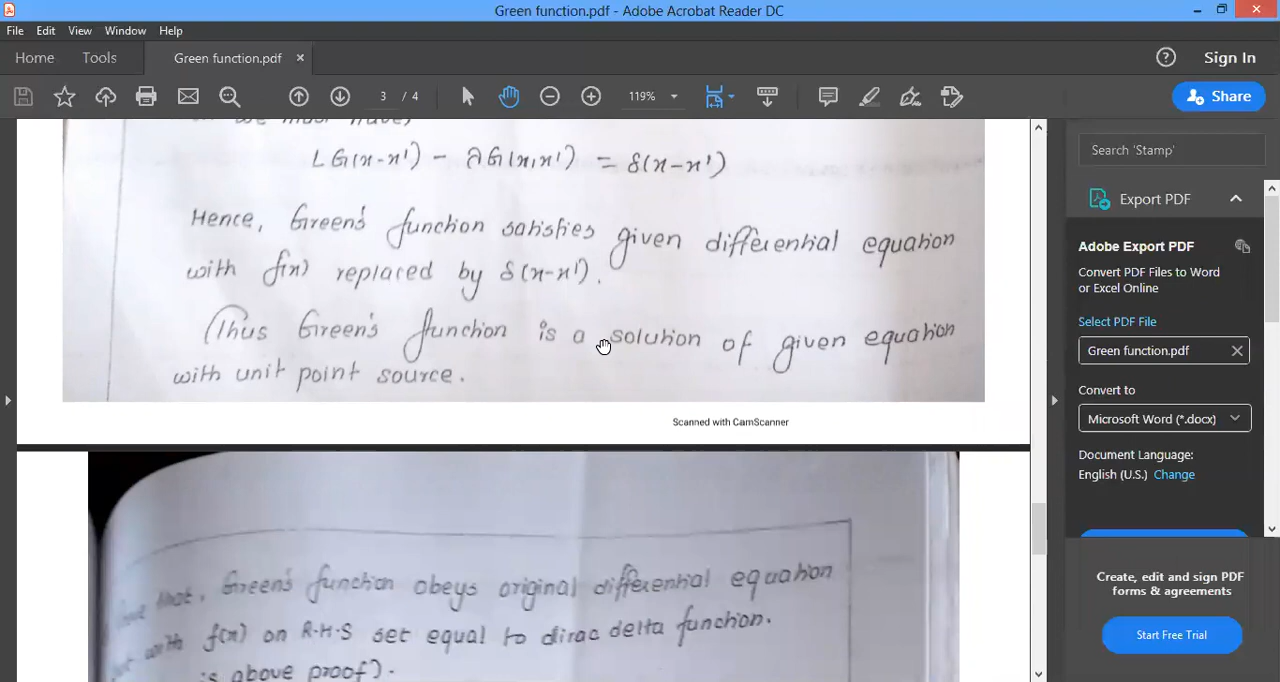 Green function.pdf - Adobe Acrobat Reader DC
File Edit View Window Help
Home Tools Green function.pdf × Sign In
3 / 4 119% Share
we must have,
LG(x-x') - λG(x,x') = δ(x-x')
Hence, Green's function satisfies given differential equation
with f(x) replaced by δ(x-x').
Thus Green's function is a solution of given equation
with unit point source.
Scanned with CamScanner
that, Green's function obeys original differential equation
with f(x) on R.H.S set equal to dirac delta function.
is above proof).
Search 'Stamp'
Export PDF
Adobe Export PDF
Convert PDF Files to Word
or Excel Online
Select PDF File
Green function.pdf
Convert to
Microsoft Word (*.docx)
Document Language:
English (U.S.) Change
Create, edit and sign PDF
forms & agreements
Start Free Trial